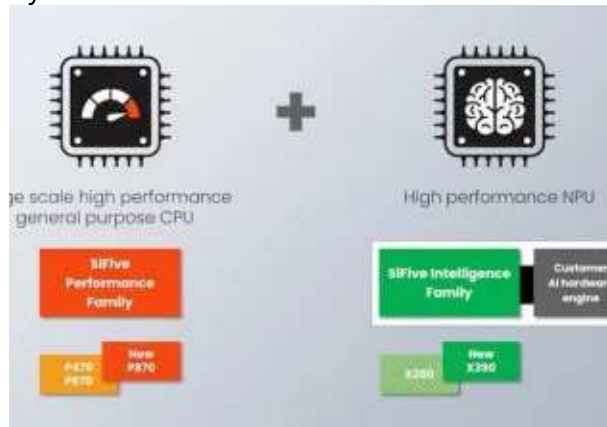 ge scale high performance
general purpose CPU
High performance NPU
SiFive
Performance
Family
SiFive Intelligence
Family
Customer
AI hardware
engine
P470
P670
New
P870
X280
New
X390